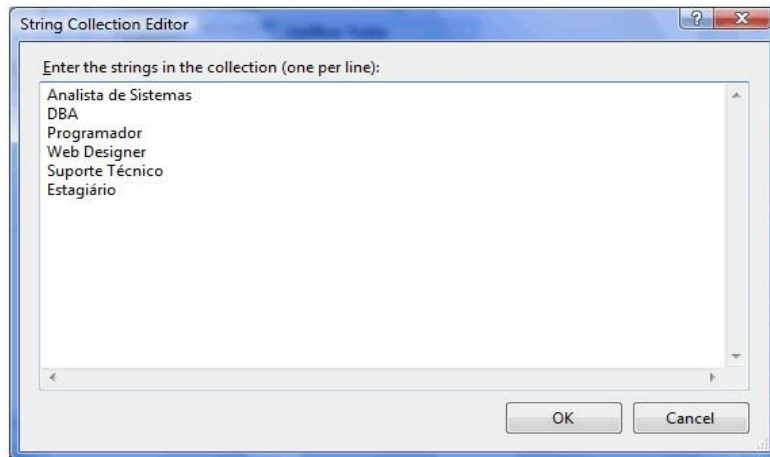 String Collection Editor
Enter the strings in the collection (one per line):
Analista de Sistemas
DBA
Programador
Web Designer
Suporte Técnico
Estagiário
OK
Cancel